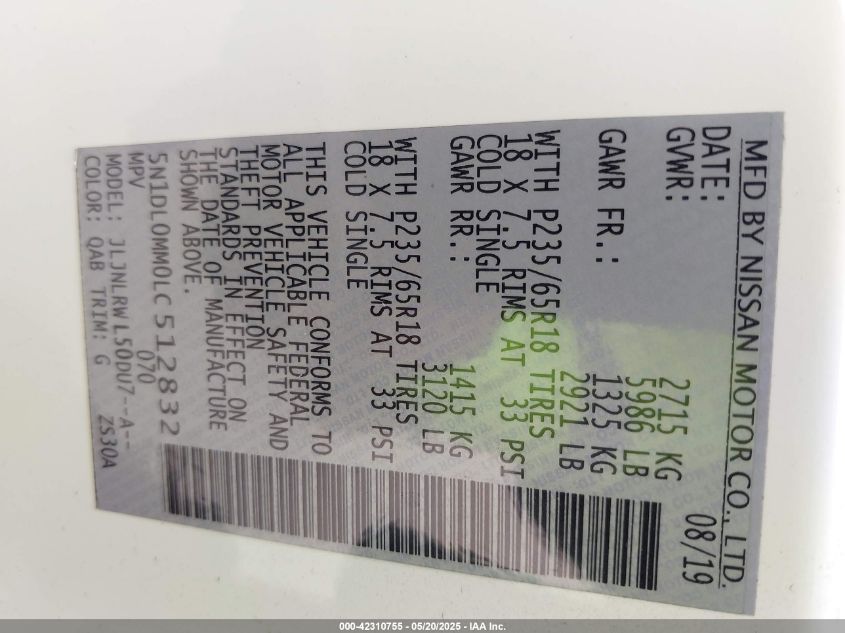 MFD BY NISSAN MOTOR CO., LTD.
DATE: 08/19
GVWR: 2715 KG
5986 LB
GAWR FR.: 1325 KG
2921 LB
WITH P235/65R18 TIRES
18 X 7.5 RIMS AT 33 PSI
COLD SINGLE
GAWR RR.: 1415 KG
3120 LB
WITH P235/65R18 TIRES
18 X 7.5 RIMS AT 33 PSI
COLD SINGLE
THIS VEHICLE CONFORMS TO
ALL APPLICABLE FEDERAL
MOTOR VEHICLE SAFETY AND
THEFT PREVENTION
STANDARDS IN EFFECT ON
THE DATE OF MANUFACTURE
SHOWN ABOVE.
5N1DL0MM0LC512832
MPV 070
MODEL: JLJNLRWL50DU7--A--
COLOR: QAB TRIM: G ZS30A
000-42310755 - 05/20/2025 - IAA Inc.